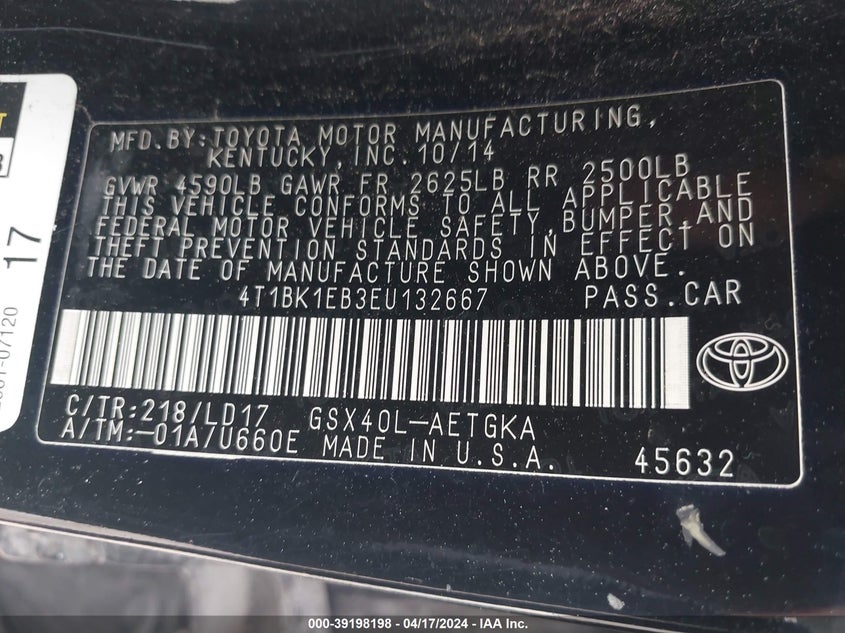 MFD.BY:TOYOTA MOTOR MANUFACTURING,
KENTUCKY, INC. 10/14
GVWR 4590LB GAWR FR 2625LB RR 2500LB
THIS VEHICLE CONFORMS TO ALL APPLICABLE
FEDERAL MOTOR VEHICLE SAFETY, BUMPER, AND
THEFT PREVENTION STANDARDS IN EFFECT ON
THE DATE OF MANUFACTURE SHOWN ABOVE.
4T1BK1EB3EU132667 PASS.CAR
C/TR:218/LD17 GSX40L-AETGKA
A/TM:-01A/U660E MADE IN U.S.A. 45632
17
000-39198198 - 04/17/2024 - IAA Inc.